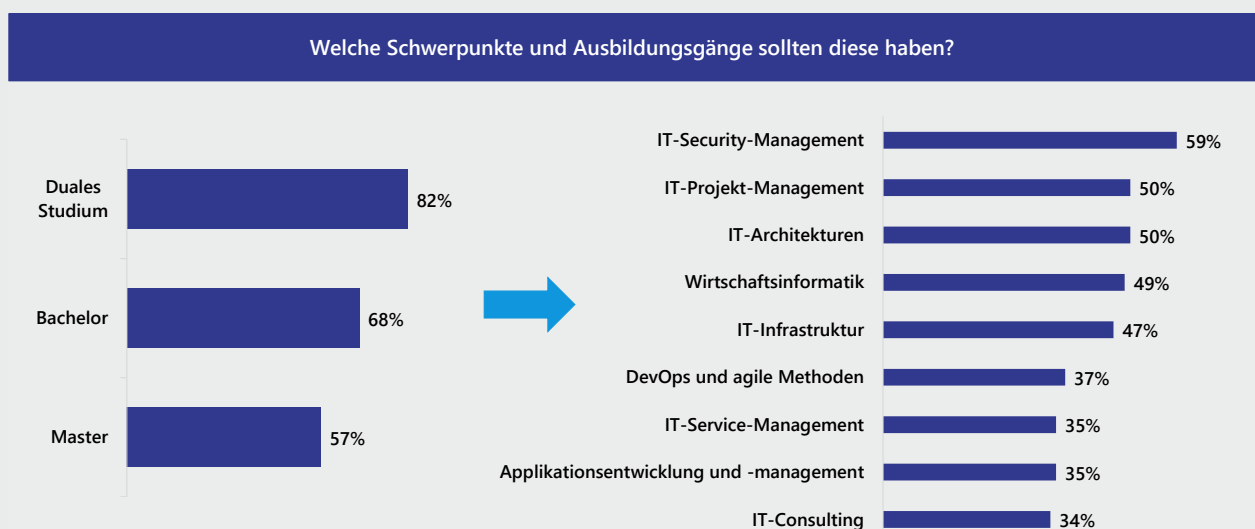 Welche Schwerpunkte und Ausbildungsgänge sollten diese haben?
Duales
Studium
82%
Bachelor
68%
Master
57%
IT-Security-Management
59%
IT-Projekt-Management
50%
IT-Architekturen
50%
Wirtschaftsinformatik
49%
IT-Infrastruktur
47%
DevOps und agile Methoden
37%
IT-Service-Management
35%
Applikationsentwicklung und -management
35%
IT-Consulting
34%